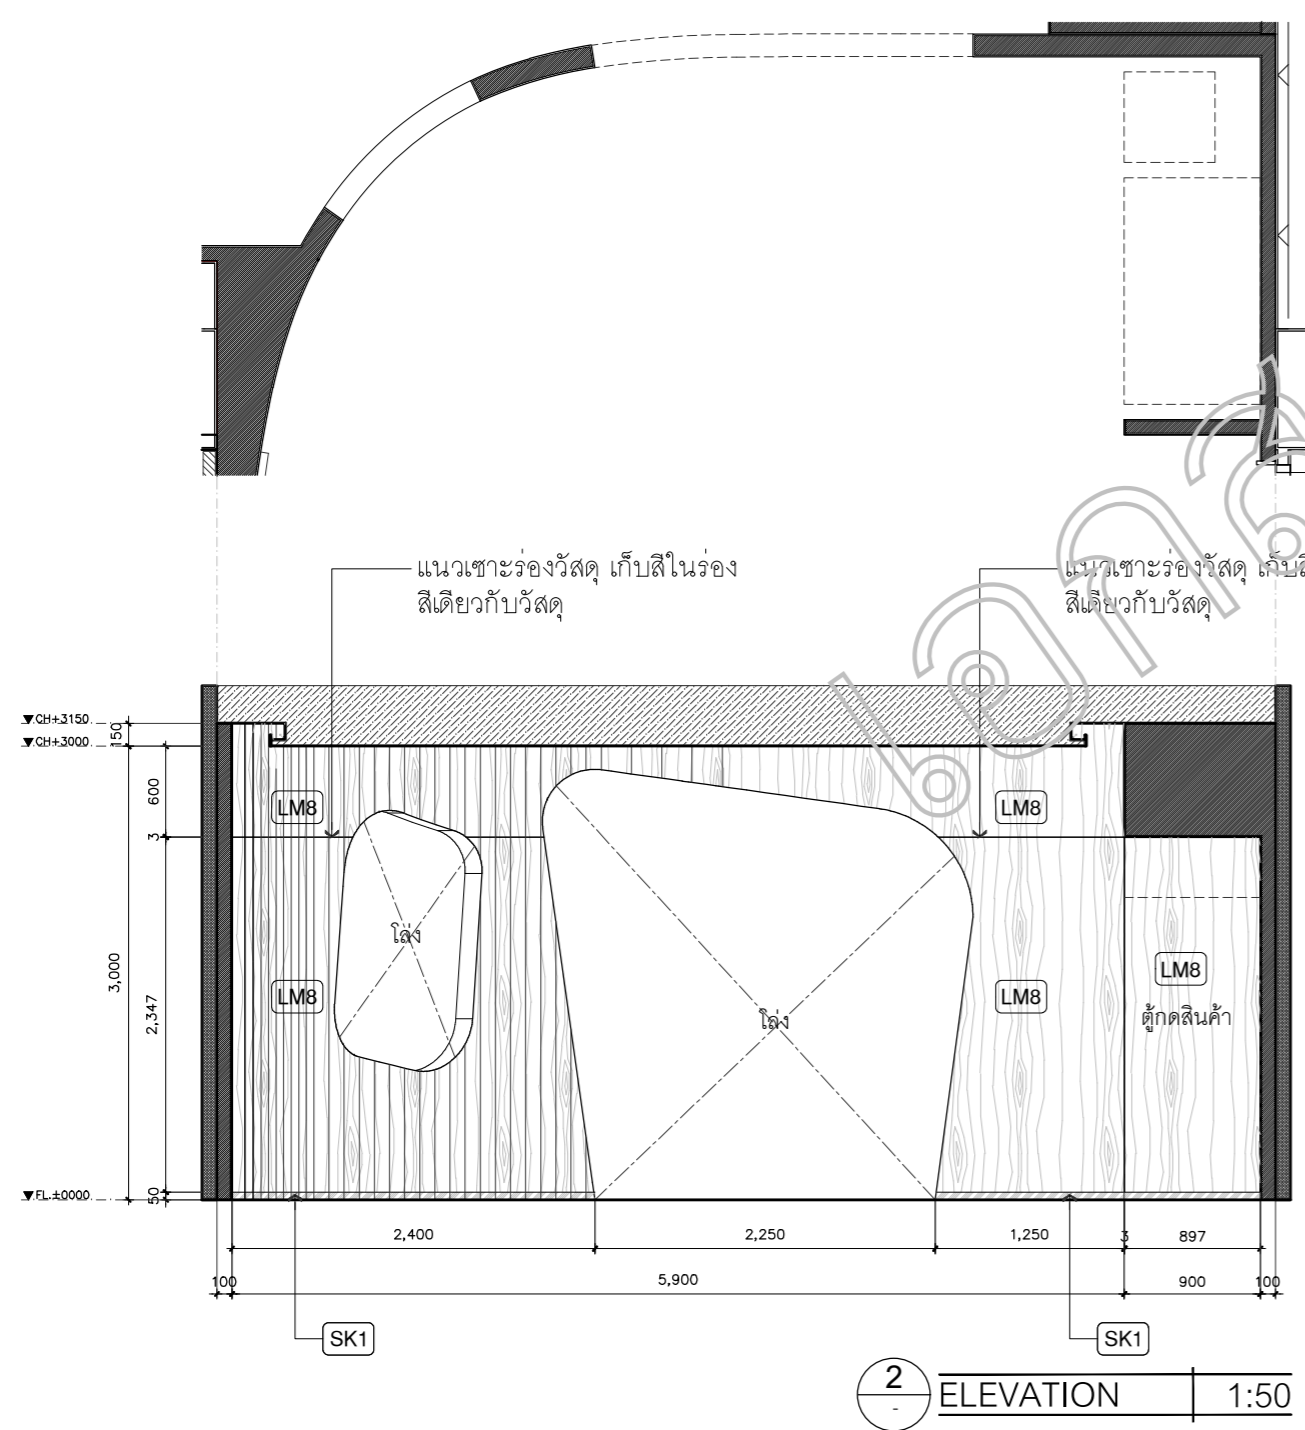 แนวเซาะร่องวัสดุ เก็บสีในร่อง
สีเดียวกับวัสดุ
แนวเซาะร่องวัสดุ
สีเดียวกับวัสดุ
CH+3150
150
CH+3000
600
LM8
LM8
3
โล่ง
3,000
LM8
LM8
LM8
2,347
โล่ง
ตู้กดสินค้า
FL.±0000
50
2,400
2,250
1,250
3
897
100
5,900
900
100
SK1
SK1
2
-
ELEVATION
1:50